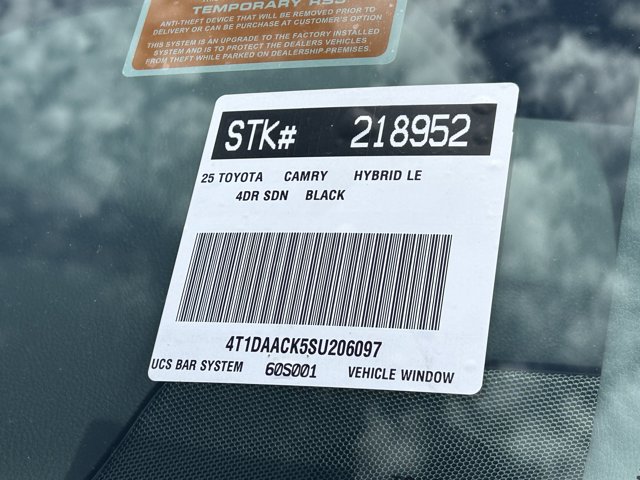 TEMPORARY
ANTI-THEFT DEVICE THAT WILL BE REMOVED PRIOR TO
DELIVERY OR CAN BE PURCHASE AT CUSTOMER'S OPTION
THIS SYSTEM IS AN UPGRADE TO THE FACTORY INSTALLED
SYSTEM AND IS TO PROTECT THE DEALERS VEHICLES
FROM THEFT WHILE PARKED ON DEALERSHIP PREMISES.
STK# 218952
25 TOYOTA CAMRY HYBRID LE
4DR SDN BLACK
4T1DAACK5SU206097
UCS BAR SYSTEM 60S001 VEHICLE WINDOW